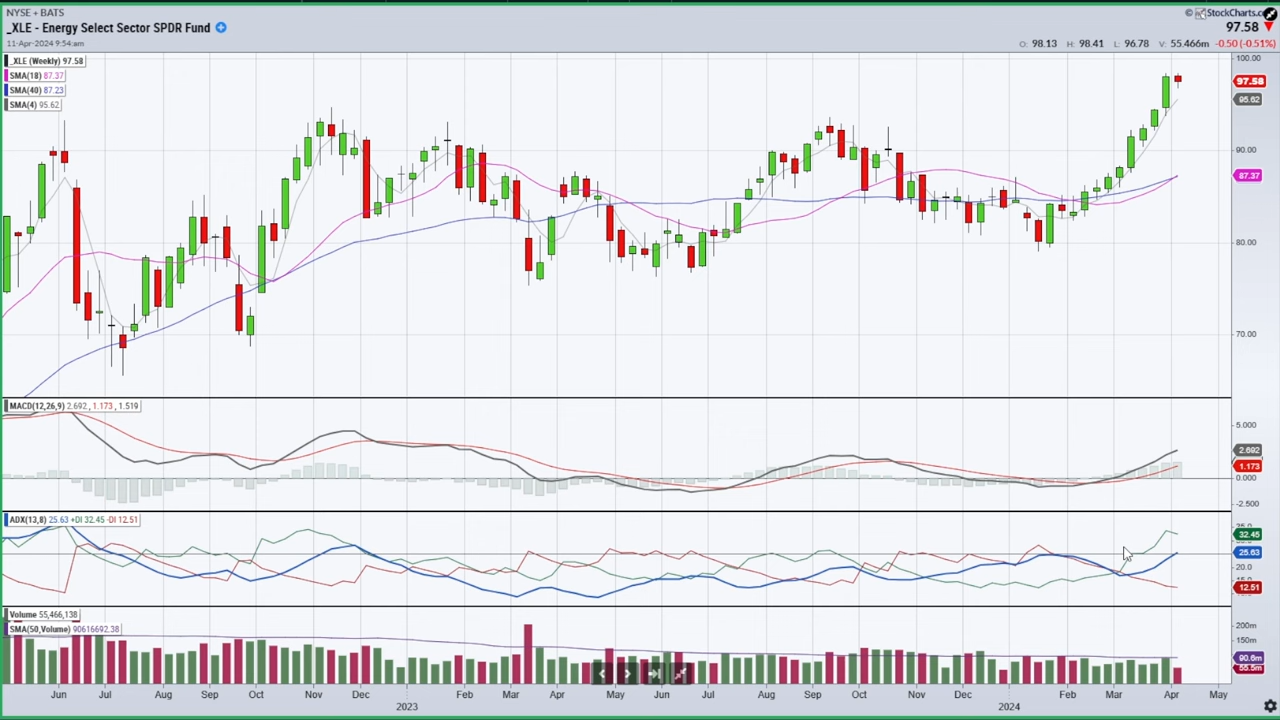 NYSE + BATS
_XLE - Energy Select Sector SPDR Fund
11-Apr-2024 9:54:am
© StockCharts.c
97.58
O: 98.13 H: 98.41 L: 96.78 V: 55.466m -0.50 (-0.51%)
_XLE (Weekly) 97.58
SMA(18) 87.37
SMA(40) 87.23
SMA(4) 95.62
100.00
97.58
95.62
90.00
87.37
80.00
70.00
MACD(12,26,9) 2.692, 1.173, 1.519
5.000
2.692
1.173
0.000
-2.500
ADX(13,8) 25.63 +DI 32.45 -DI 12.51
32.45
25.63
20.0
12.51
Volume 55,466,138
SMA(50,Volume) 90616692.38
200m
150m
90.6m
55.5m
Jun Jul Aug Sep Oct Nov Dec Feb Mar Apr May Jun Jul Aug Sep Oct Nov Dec Feb Mar Apr May
2023 2024